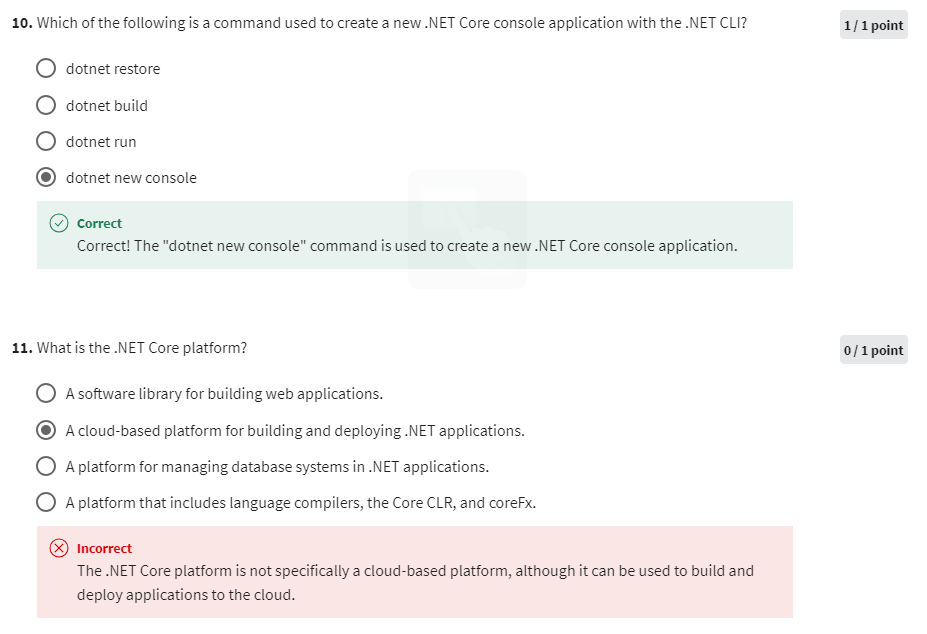 10. Which of the following is a command used to create a new .NET Core console application with the .NET CLI?
1 / 1 point
dotnet restore
dotnet build
dotnet run
dotnet new console
Correct
Correct! The "dotnet new console" command is used to create a new .NET Core console application.
11. What is the .NET Core platform?
0 / 1 point
A software library for building web applications.
A cloud-based platform for building and deploying .NET applications.
A platform for managing database systems in .NET applications.
A platform that includes language compilers, the Core CLR, and coreFx.
Incorrect
The .NET Core platform is not specifically a cloud-based platform, although it can be used to build and
deploy applications to the cloud.